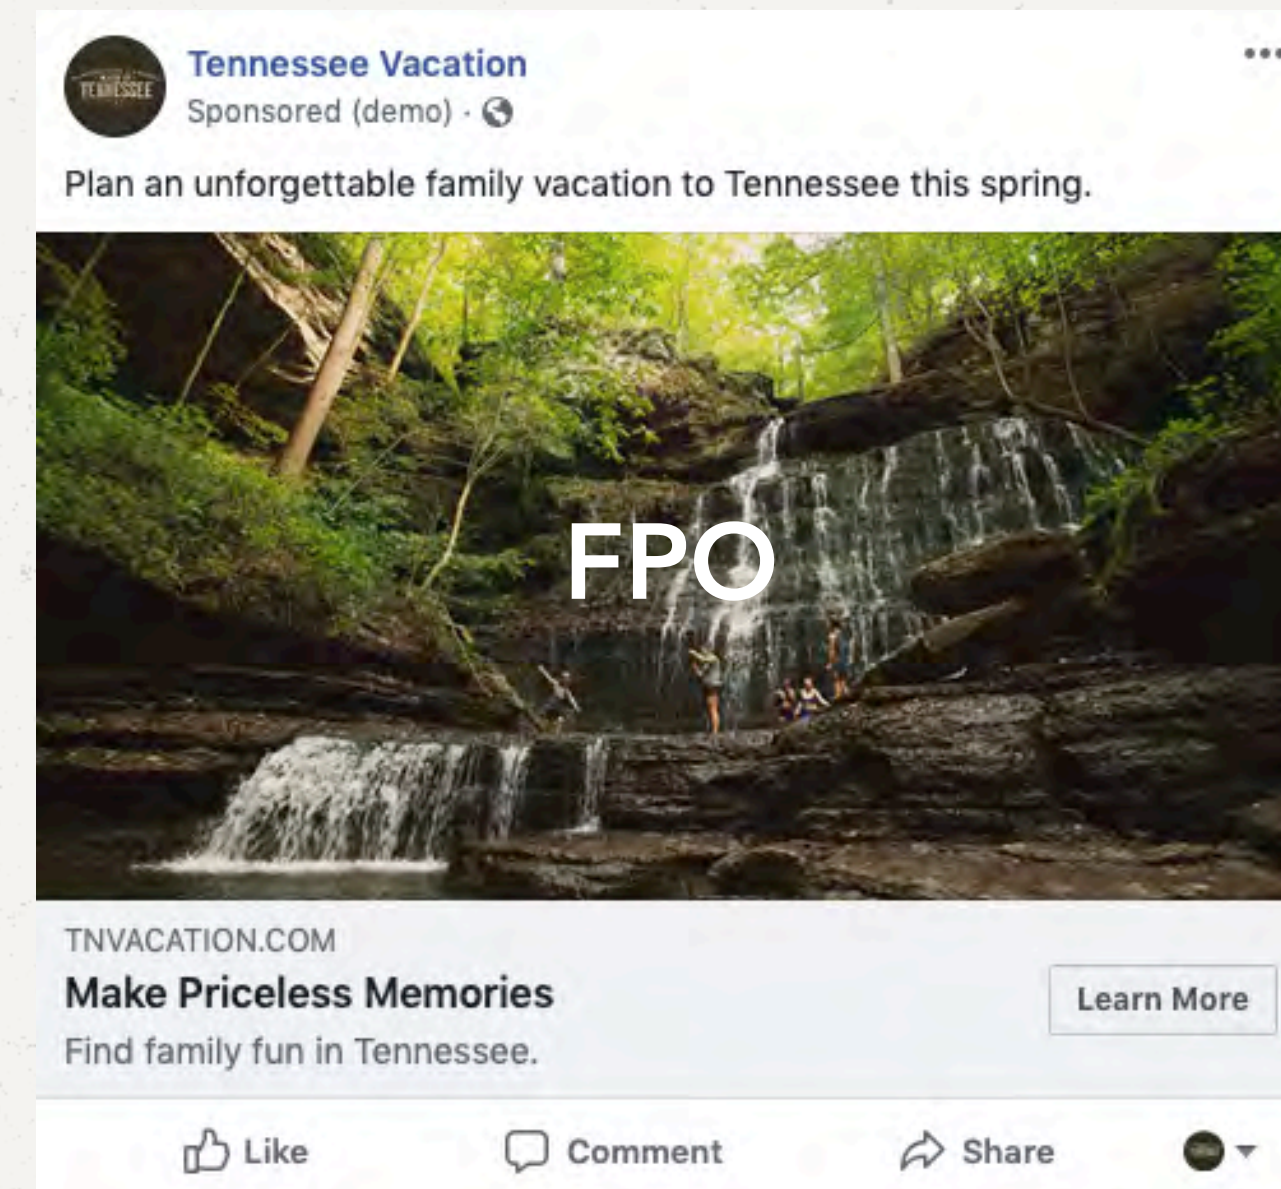 TENNESSEE
Tennessee Vacation
Sponsored (demo) ·
Plan an unforgettable family vacation to Tennessee this spring.
FPO
TNVACATION.COM
Make Priceless Memories
Learn More
Find family fun in Tennessee.
Like Comment Share